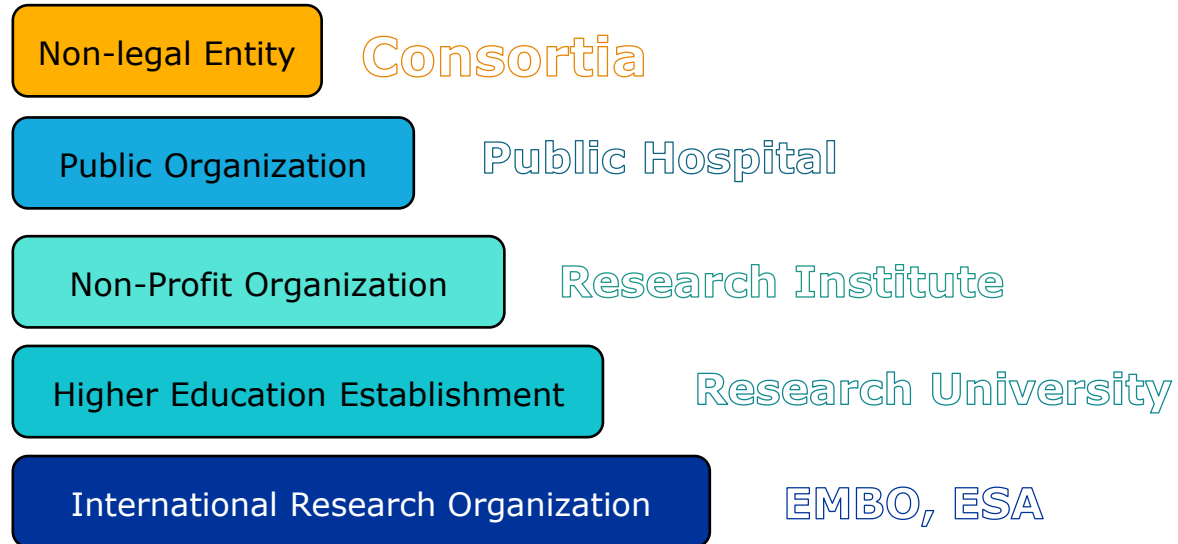 Non-legal Entity Consortia
Public Organization Public Hospital
Non-Profit Organization Research Institute
Higher Education Establishment Research University
International Research Organization EMBO, ESA